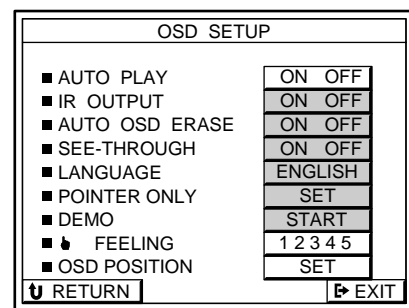 OSD SETUP
AUTO PLAY ON OFF
IR OUTPUT ON OFF
AUTO OSD ERASE ON OFF
SEE-THROUGH ON OFF
LANGUAGE ENGLISH
POINTER ONLY SET
DEMO START
FEELING 1 2 3 4 5
OSD POSITION SET
RETURN EXIT